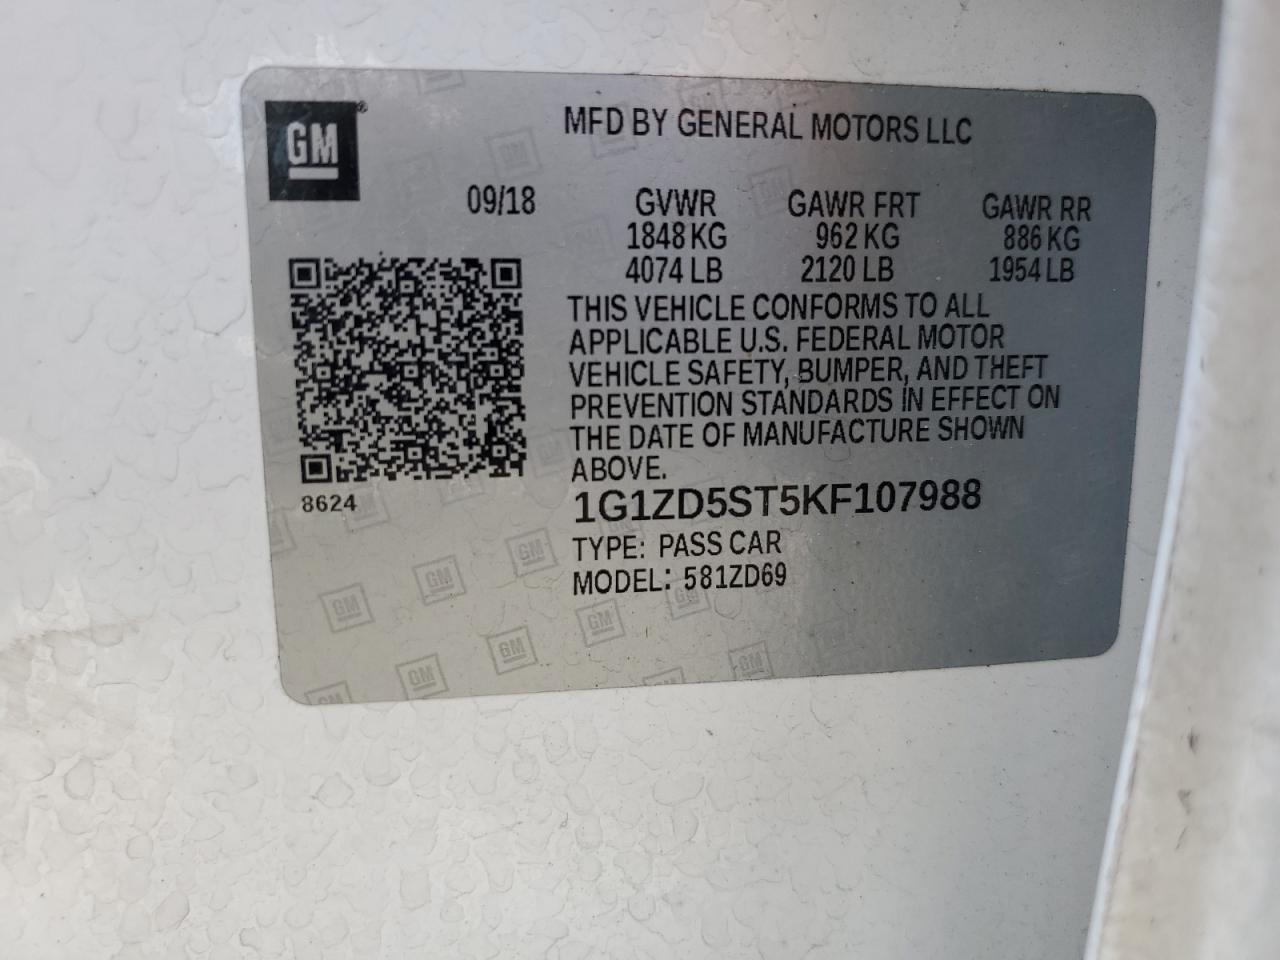 GM®
MFD BY GENERAL MOTORS LLC
09/18 GVWR GAWR FRT GAWR RR
1848 KG 962 KG 886 KG
4074 LB 2120 LB 1954 LB
THIS VEHICLE CONFORMS TO ALL
APPLICABLE U.S. FEDERAL MOTOR
VEHICLE SAFETY, BUMPER, AND THEFT
PREVENTION STANDARDS IN EFFECT ON
THE DATE OF MANUFACTURE SHOWN
ABOVE.
8624
1G1ZD5ST5KF107988
TYPE: PASS CAR
MODEL: 581ZD69